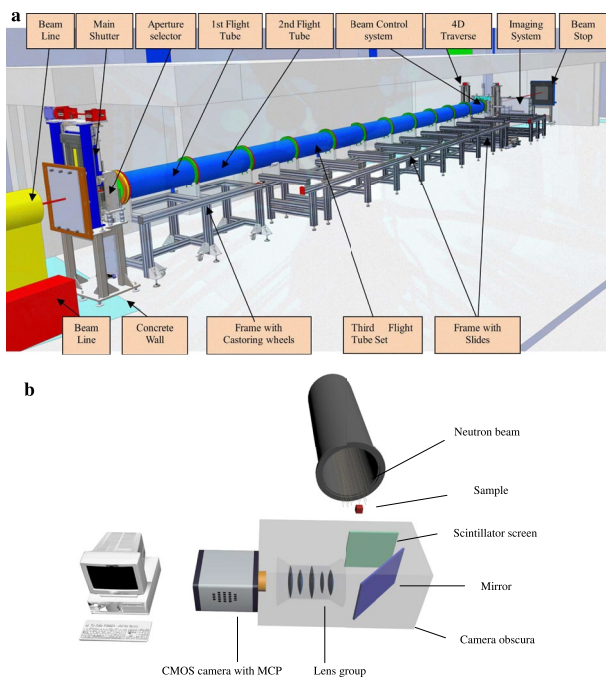 a
Beam
Line
Main
Shutter
Aperture
selector
1st Flight
Tube
2nd Flight
Tube
Beam Control
system
4D
Traverse
Imaging
System
Beam
Stop
Beam
Line
Concrete
Wall
Frame with
Castoring wheels
Third Flight
Tube Set
Frame with
Slides
b
Neutron beam
Sample
Scintillator screen
Mirror
Camera obscura
CMOS camera with MCP
Lens group